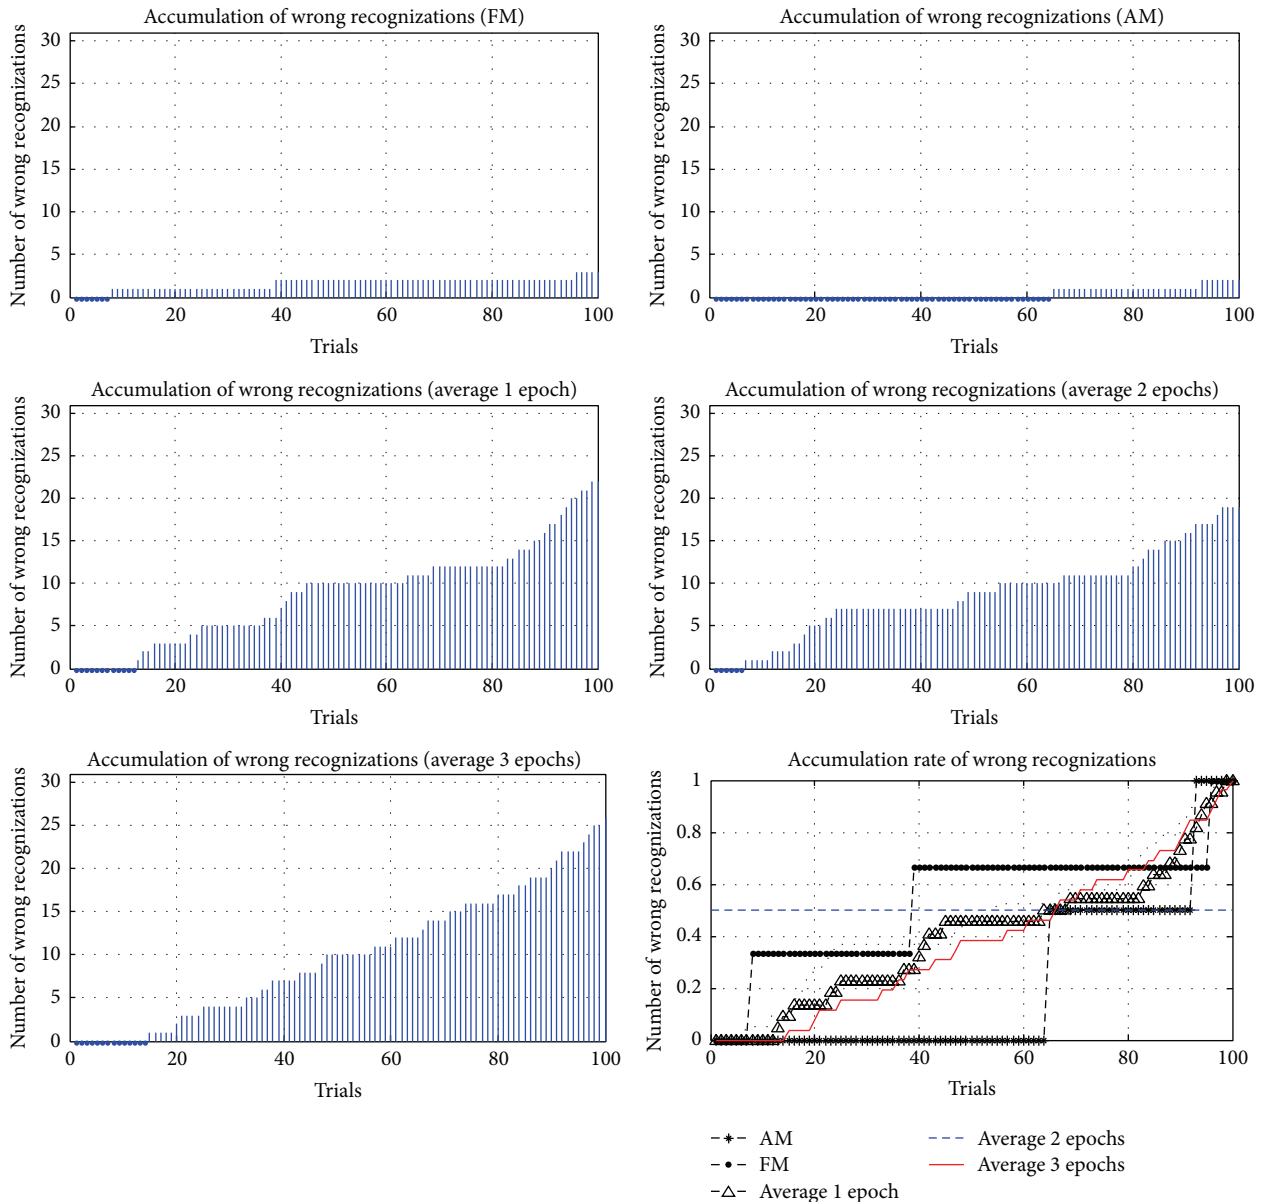 Accumulation of wrong recognizations (FM)
Number of wrong recognizations
30
25
20
15
10
5
0
0 20 40 60 80 100
Trials
Accumulation of wrong recognizations (AM)
Number of wrong recognizations
30
25
20
15
10
5
0
0 20 40 60 80 100
Trials
Accumulation of wrong recognizations (average 1 epoch)
Number of wrong recognizations
30
25
20
15
10
5
0
0 20 40 60 80 100
Trials
Accumulation of wrong recognizations (average 2 epochs)
Number of wrong recognizations
30
25
20
15
10
5
0
0 20 40 60 80 100
Trials
Accumulation of wrong recognizations (average 3 epochs)
Number of wrong recognizations
30
25
20
15
10
5
0
0 20 40 60 80 100
Trials
Accumulation rate of wrong recognizations
Number of wrong recognizations
1
0.8
0.6
0.4
0.2
0
0 20 40 60 80 100
Trials
AM
FM
Average 1 epoch
Average 2 epochs
Average 3 epochs